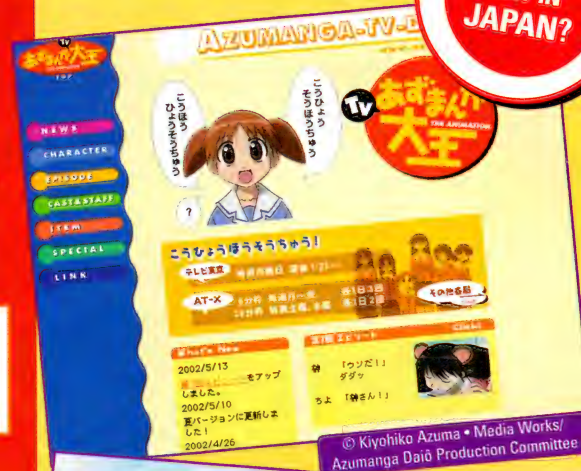 JAPAN?
AZUMANGA-TV-D
TV
あずまんが大王
TOP
NEWS
CHARACTER
EPISODE
CAST&STAFF
ITEM
SPECIAL
LINK
こうひょう
そうほうちゅう
こうほう
ひょうそうちゅう
?
TV
あずまんが
大王
THE ANIMATION
こうひょうほうそうちゅう!
テレビ東京
AT-X
その他各局
What's New
2002/5/13
をアップ
しました。
2002/5/10
夏バージョンに更新しま
した!
2002/4/26
榊 「ウソだ!」
ダダッ
ちよ 「榊さん!」
© Kiyohiko Azuma • Media Works/
Azumanga Daiô Production Committee